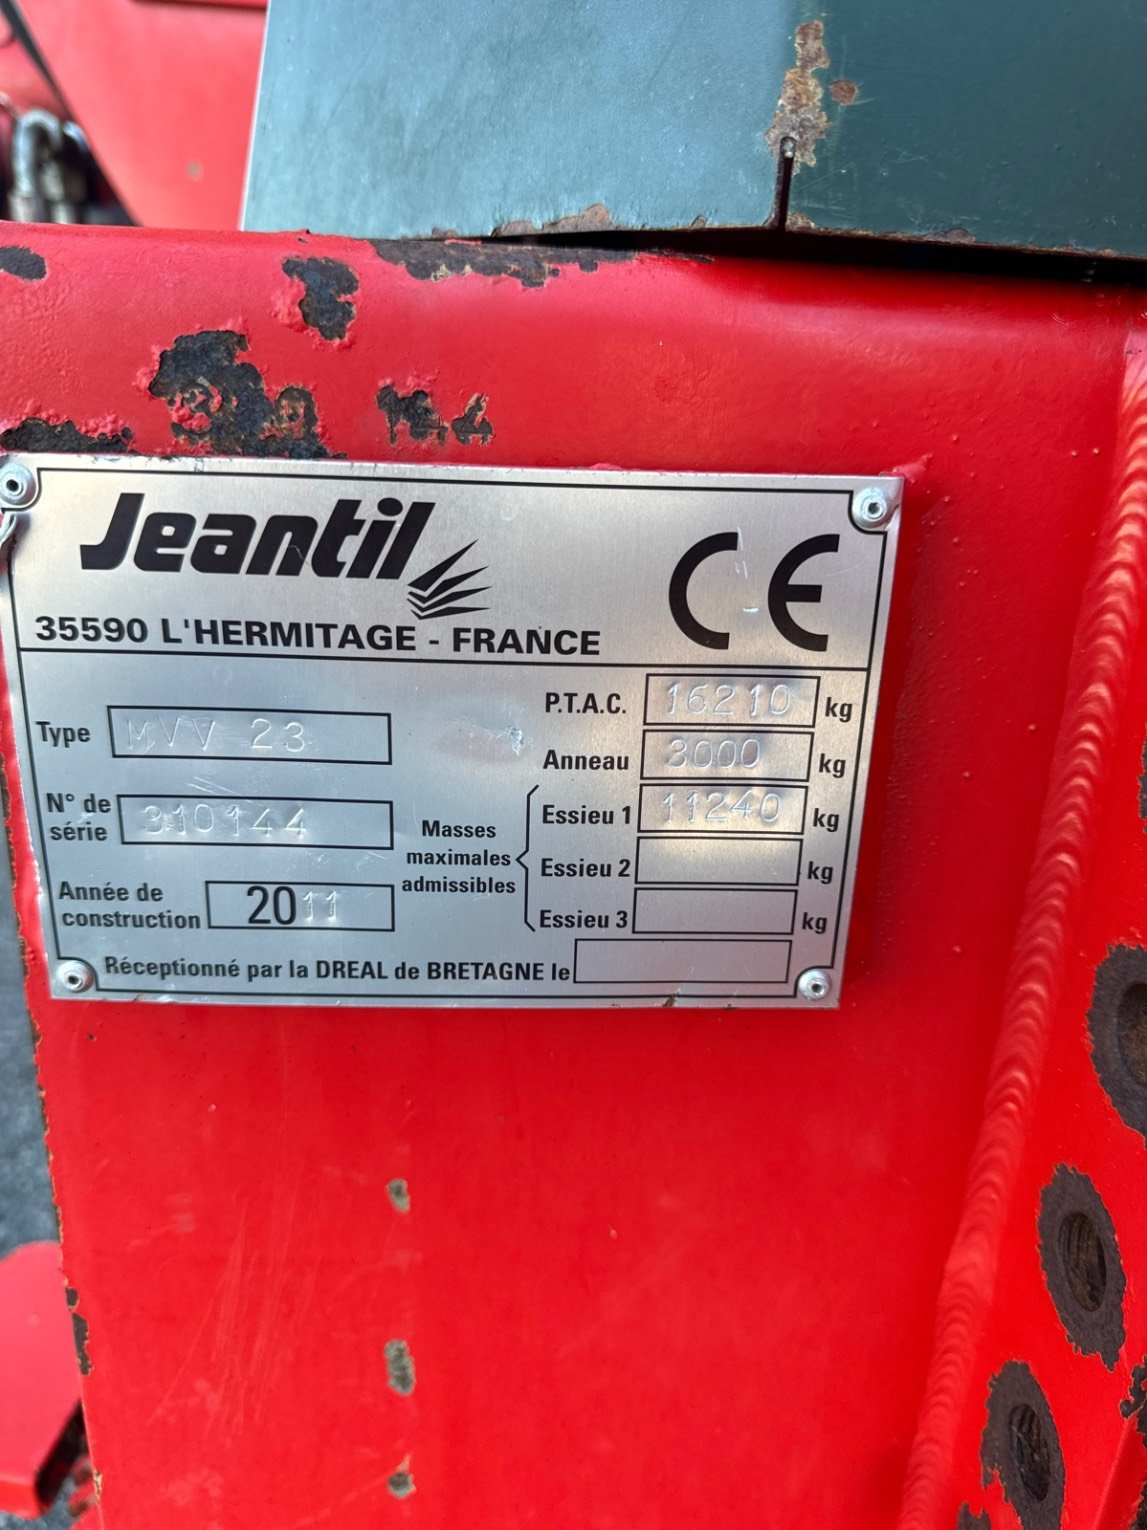 Jeantil
CE
35590 L'HERMITAGE - FRANCE
Type MVV 23
N° de série 310144
Année de construction 2011
P.T.A.C. 16210 kg
Anneau 3000 kg
Masses maximales admissibles
Essieu 1 11240 kg
Essieu 2 kg
Essieu 3 kg
Réceptionné par la DREAL de BRETAGNE le